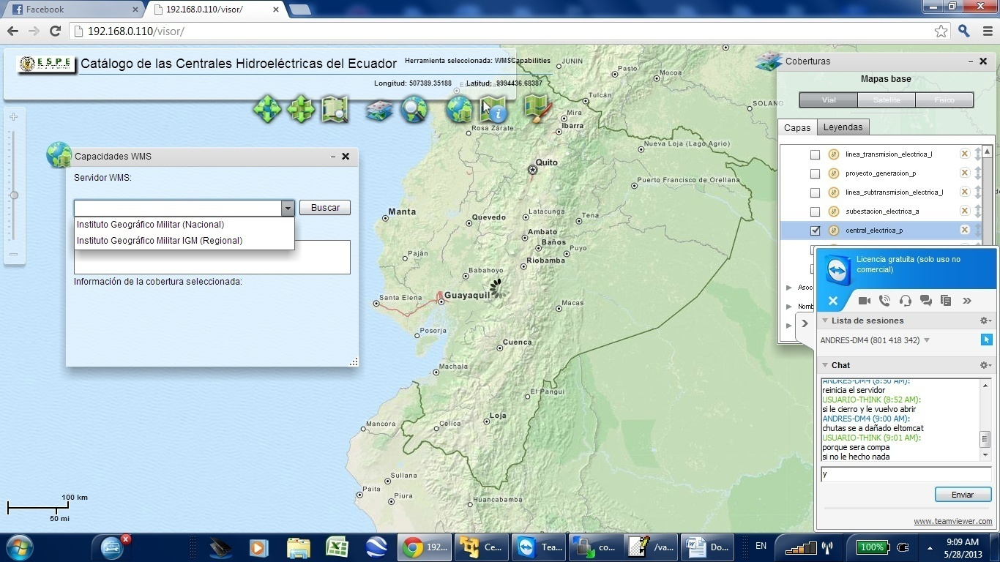 Facebook
192.168.0.110/visor/
192.168.0.110/visor/
ESPE
Catálogo de las Centrales Hidroeléctricas del Ecuador
Herramienta seleccionada: WMSCapabilities
Longitud: 507389.35188 Latitud: 9994436.68387
Capacidades WMS
Servidor WMS:
Buscar
Instituto Geográfico Militar (Nacional)
Instituto Geográfico Militar IGM (Regional)
Información de la cobertura seleccionada:
JUNIN
Pasto
Mocoa
Tulcán
SOLANO
Mira
Ibarra
Rosa Zárate
Nueva Loja (Lago Agrio)
Quito
Puerto Francisco de Orellana
Manta
Quevedo
Latacunga
Tena
Ambato
Baños
Puyo
Paján
Riobamba
Babahoyo
Santa Elena
Guayaquil
Macas
Posorja
Cuenca
Machala
El Pangui
Loja
Celica
Mancora
Sullana
Paita
Piura
Huancabamba
100 km
50 mi
Coberturas
Mapas base
Vial
Satelite
Fisico
Capas
Leyendas
linea_transmision_electrica_l
proyecto_generacion_p
linea_subtransmision_electrica_l
subestacion_electrica_a
central_electrica_p
Asoc
Nomb
Licencia gratuita (solo uso no
comercial)
Lista de sesiones
ANDRES-DM4 (801 418 342)
Chat
ANDRES-DM4 (8:50 AM):
reinicia el servidor
USUARIO-THINK (8:52 AM):
si le cierro y le vuelvo abrir
ANDRES-DM4 (9:00 AM):
chutas se a dañado eltomcat
USUARIO-THINK (9:01 AM):
porque sera compa
si no le hecho nada
y
Enviar
www.teamviewer.com
192...
Ce...
Tea...
co...
/va...
Do...
EN
100%
9:09 AM
5/28/2013